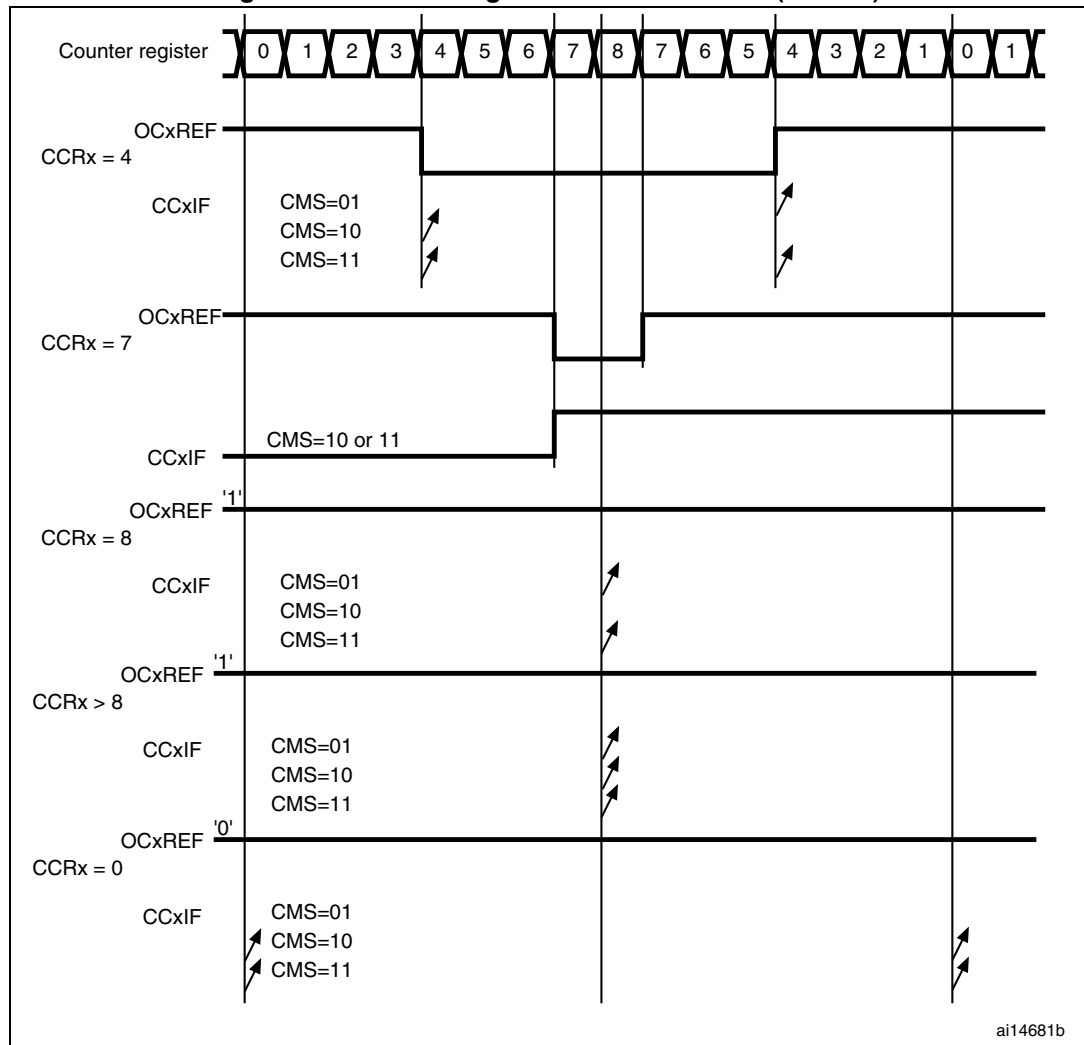 Counter register 0 1 2 3 4 5 6 7 8 7 6 5 4 3 2 1 0 1
OCxREF
CCRx = 4
CCxIF
CMS=01
CMS=10
CMS=11
OCxREF
CCRx = 7
CMS=10 or 11
CCxIF
'1'
OCxREF
CCRx = 8
CCxIF
CMS=01
CMS=10
CMS=11
'1'
OCxREF
CCRx > 8
CCxIF
CMS=01
CMS=10
CMS=11
'0'
OCxREF
CCRx = 0
CCxIF
CMS=01
CMS=10
CMS=11
ai14681b